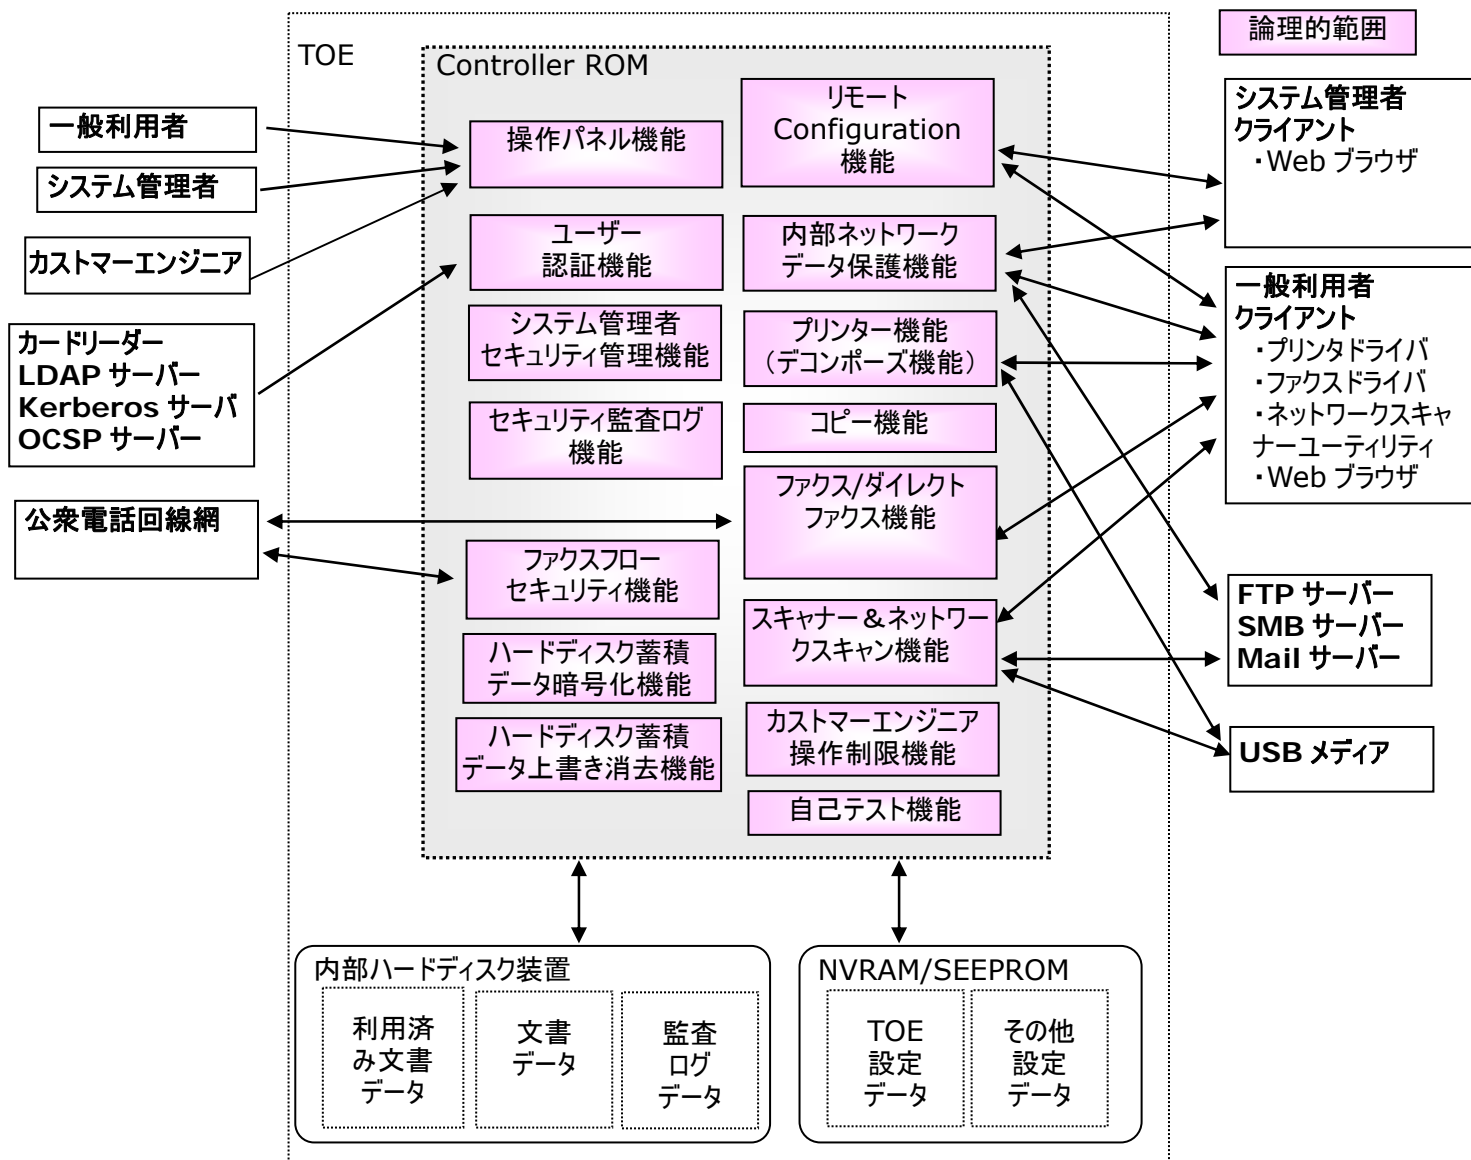 TOE
Controller ROM
論理的範囲
一般利用者
システム管理者
カストマーエンジニア
カードリーダー
LDAP サーバー
Kerberos サーバ
OCSP サーバー
公衆電話回線網
操作パネル機能
ユーザー
認証機能
システム管理者
セキュリティ管理機能
セキュリティ監査ログ
機能
ファクスフロー
セキュリティ機能
ハードディスク蓄積
データ暗号化機能
ハードディスク蓄積
データ上書き消去機能
リモート
Configuration
機能
内部ネットワーク
データ保護機能
プリンター機能
（デコンポーズ機能）
コピー機能
ファクス/ダイレクト
ファクス機能
スキャナー＆ネットワー
クスキャン機能
カストマーエンジニア
操作制限機能
自己テスト機能
システム管理者
クライアント
・Web ブラウザ
一般利用者
クライアント
・プリンタドライバ
・ファクスドライバ
・ネットワークスキャ
ナーユーティリティ
・Web ブラウザ
FTP サーバー
SMB サーバー
Mail サーバー
USB メディア
内部ハードディスク装置
利用済
み文書
データ
文書
データ
監査
ログ
データ
NVRAM/SEEPROM
TOE
設定
データ
その他
設定
データ